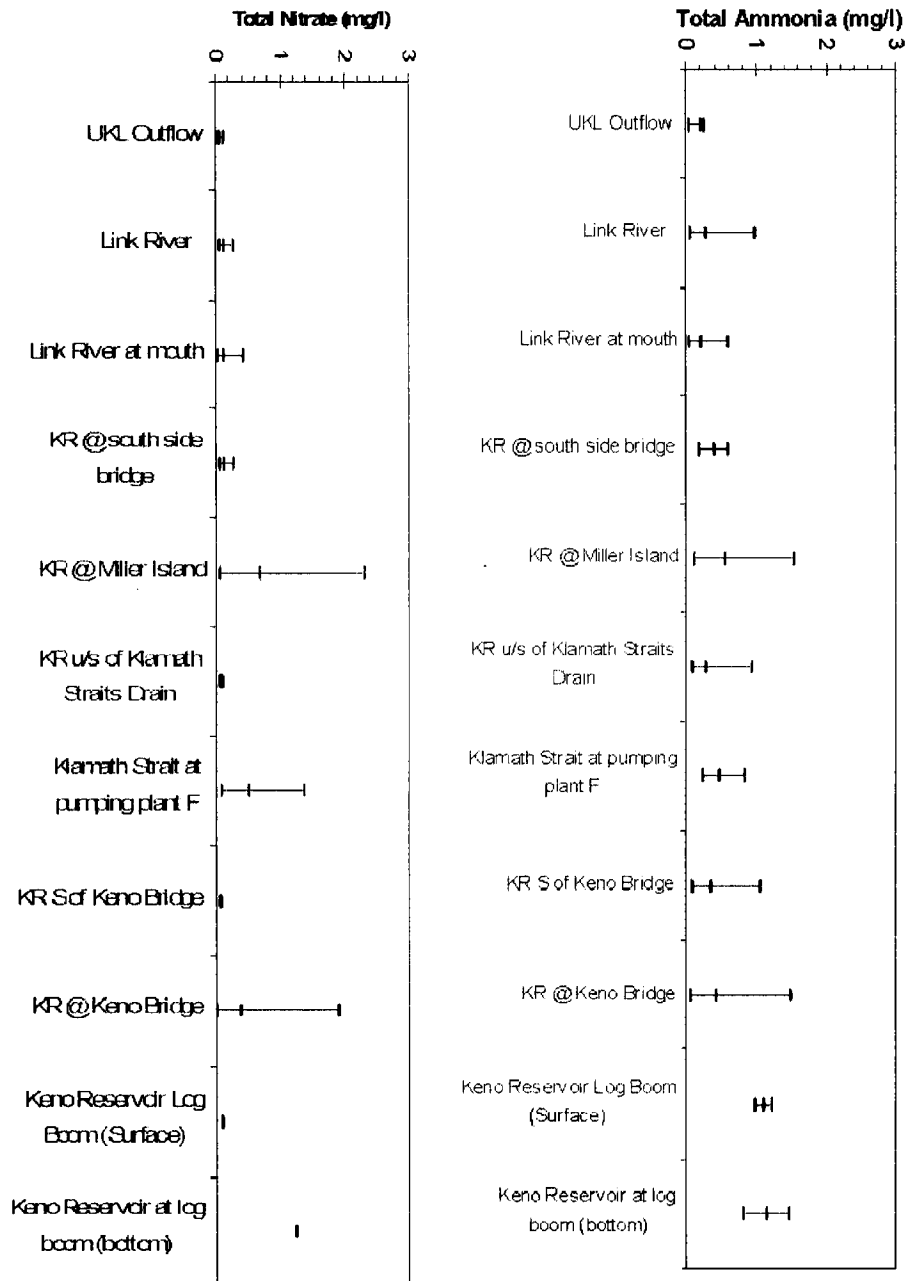 Total Nitrate (mg/l)
0
1
2
3
UKL Outflow
Link River
Link River at mouth
KR @ south side
bridge
KR @ Miller Island
KR u/s of Klamath
Straits Drain
Klamath Strait at
pumping plant F
KR S of Keno Bridge
KR @ Keno Bridge
Keno Reservoir Log
Boom (Surface)
Keno Reservoir at log
boom (bottom)
Total Ammonia (mg/l)
0
1
2
3
UKL Outflow
Link River
Link River at mouth
KR @ south side bridge
KR @ Miller Island
KR u/s of Klamath Straits
Drain
Klamath Strait at pumping
plant F
KR S of Keno Bridge
KR @ Keno Bridge
Keno Reservoir Log Boom
(Surface)
Keno Reservoir at log
boom (bottom)